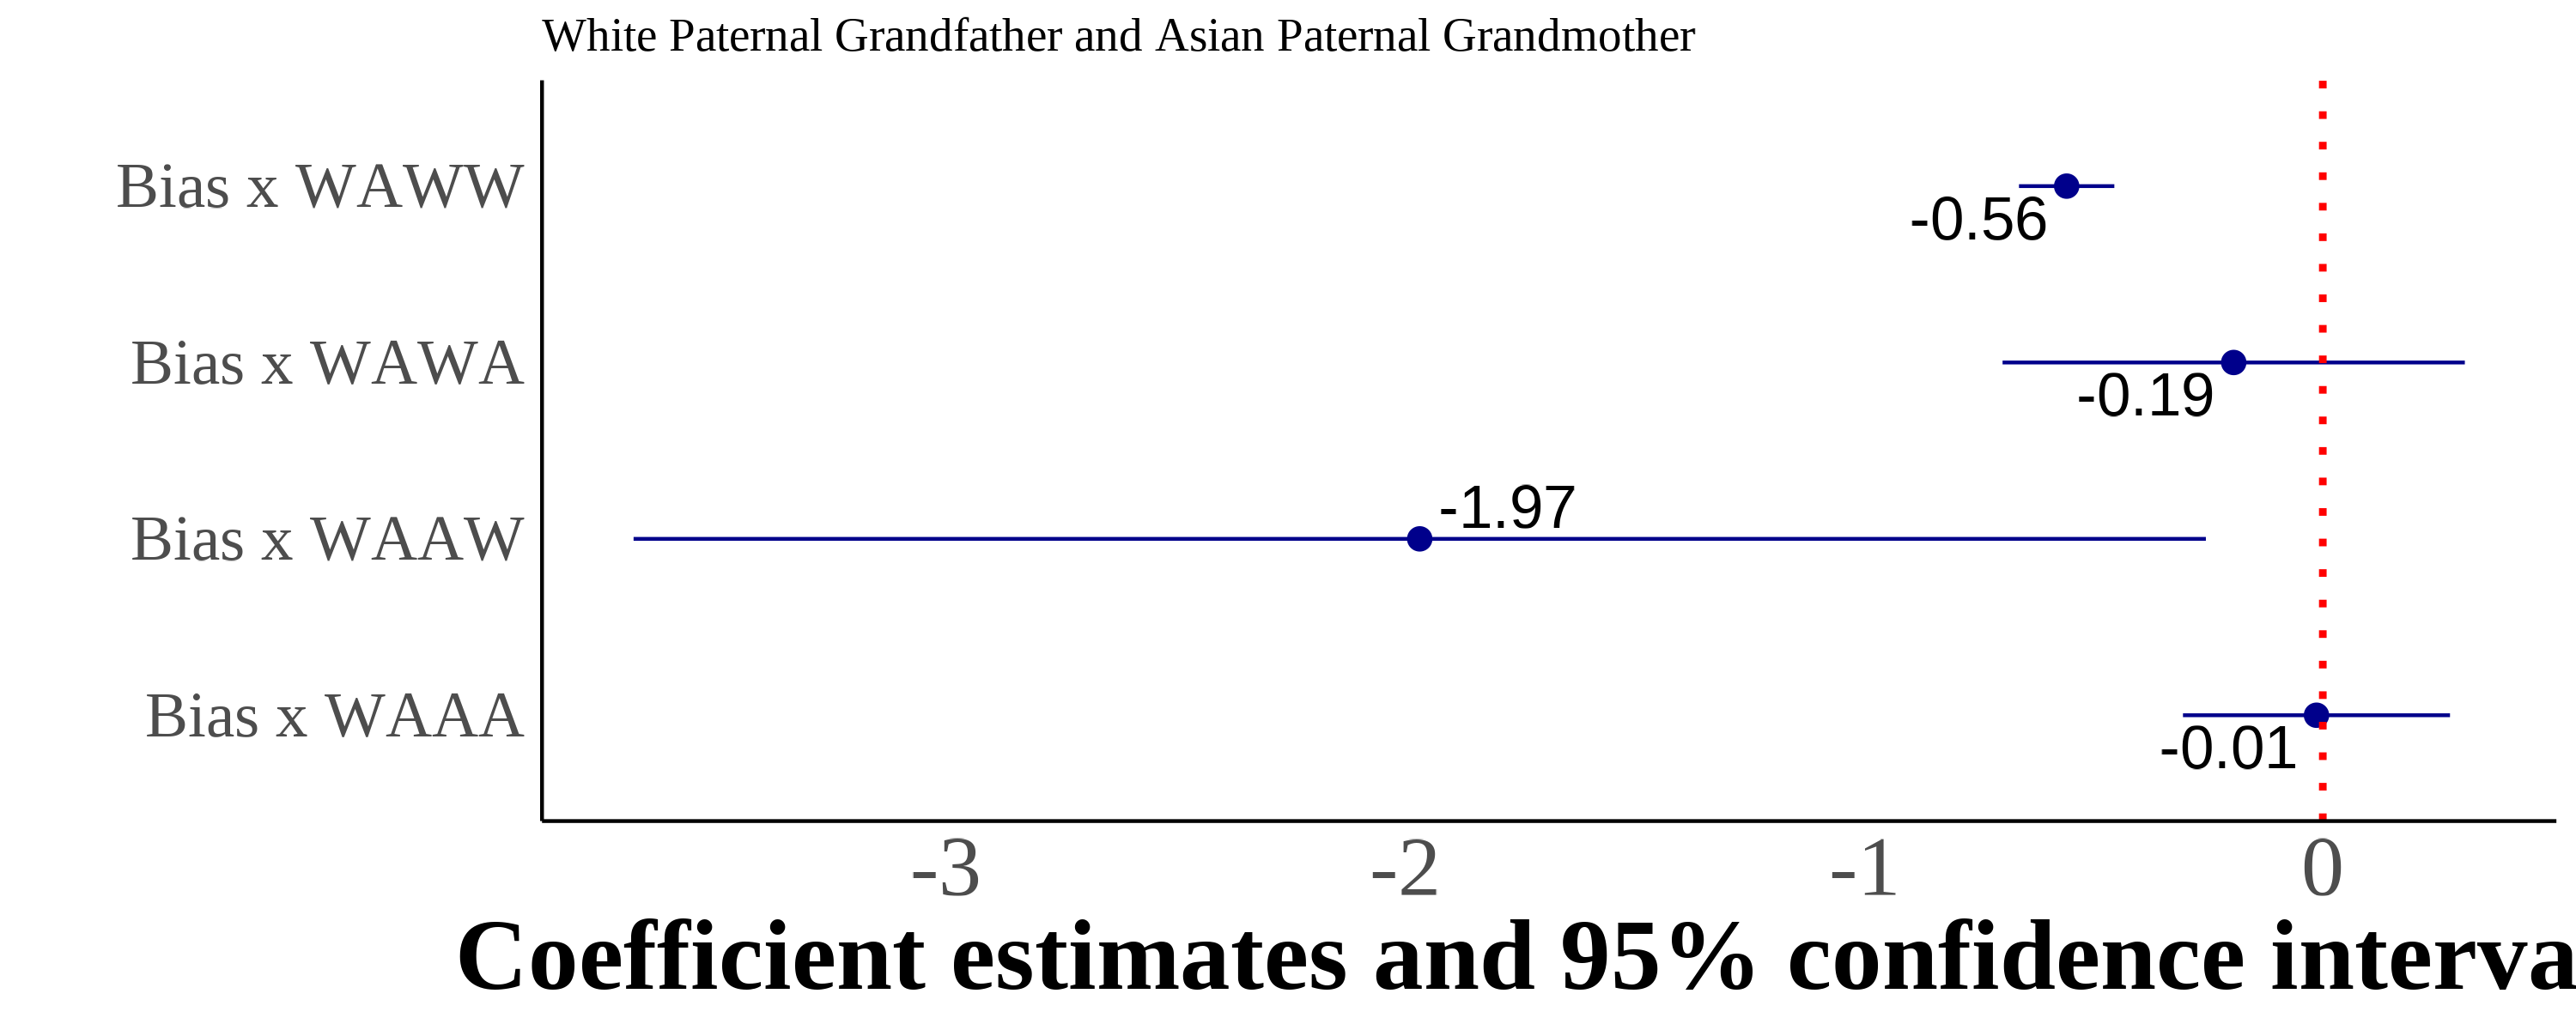 White Paternal Grandfather and Asian Paternal Grandmother
Bias x WAWW
-0.56
Bias x WAWA
-0.19
Bias x WAAW
-1.97
Bias x WAAA
-0.01
-3 -2 -1 0
Coefficient estimates and 95% confidence interva